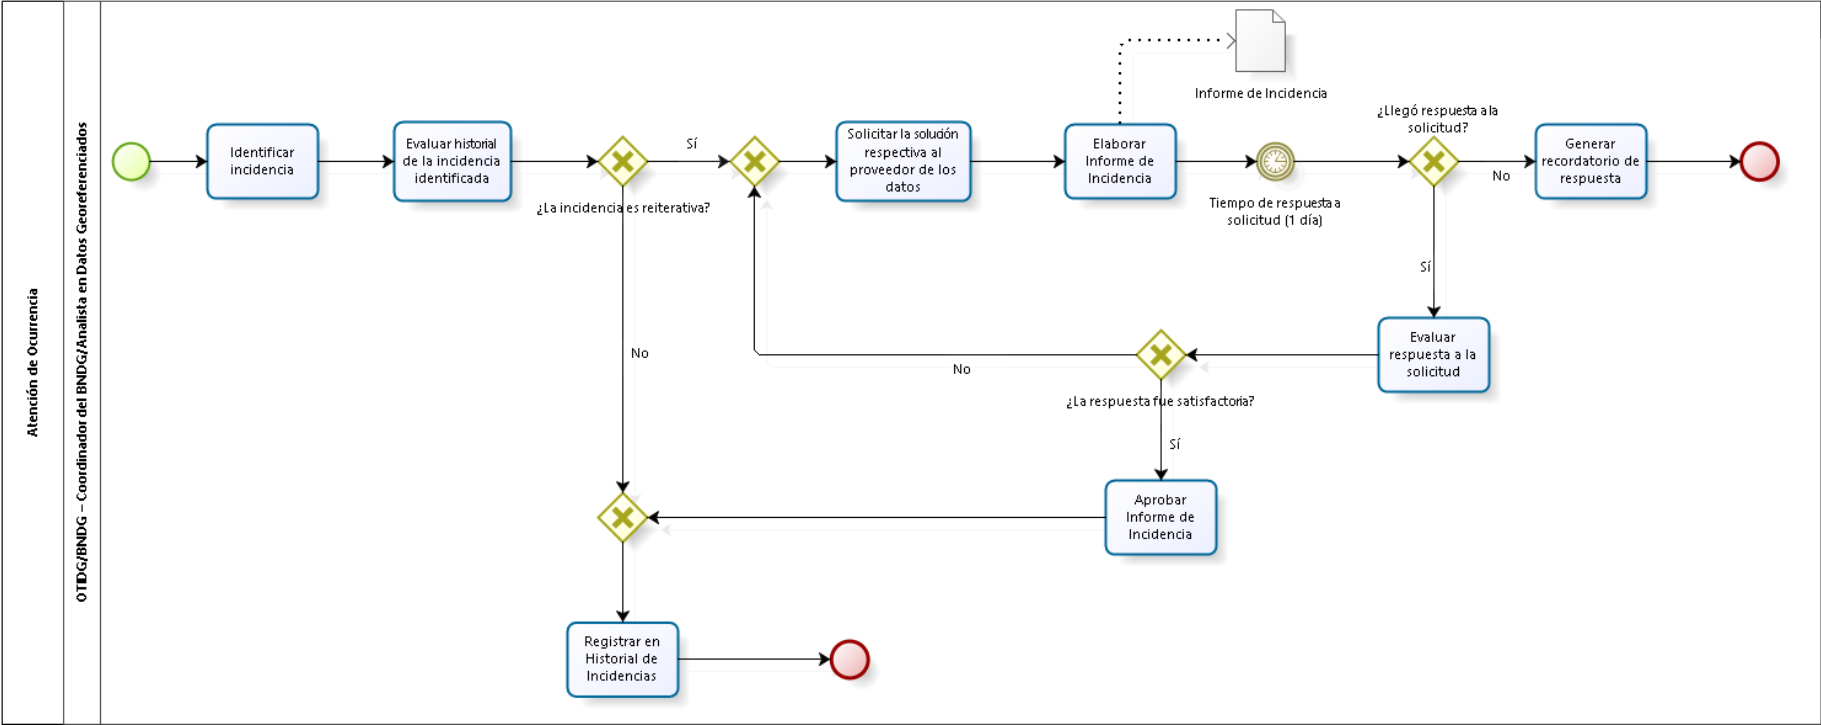 Atención de Ocurrencia
OTIDG/BNDG – Coordinador del BNDG/Analista en Datos Georeferenciados
Identificar
incidencia
Evaluar historial
de la incidencia
identificada
¿La incidencia es reiterativa?
Sí
No
Solicitar la solución
respectiva al
proveedor de los
datos
Elaborar
Informe de
Incidencia
Informe de Incidencia
Tiempo de respuesta a
solicitud (1 día)
¿Llegó respuesta a la
solicitud?
No
Generar
recordatorio de
respuesta
Sí
Evaluar
respuesta a la
solicitud
¿La respuesta fue satisfactoria?
No
Sí
Aprobar
Informe de
Incidencia
Registrar en
Historial de
Incidencias